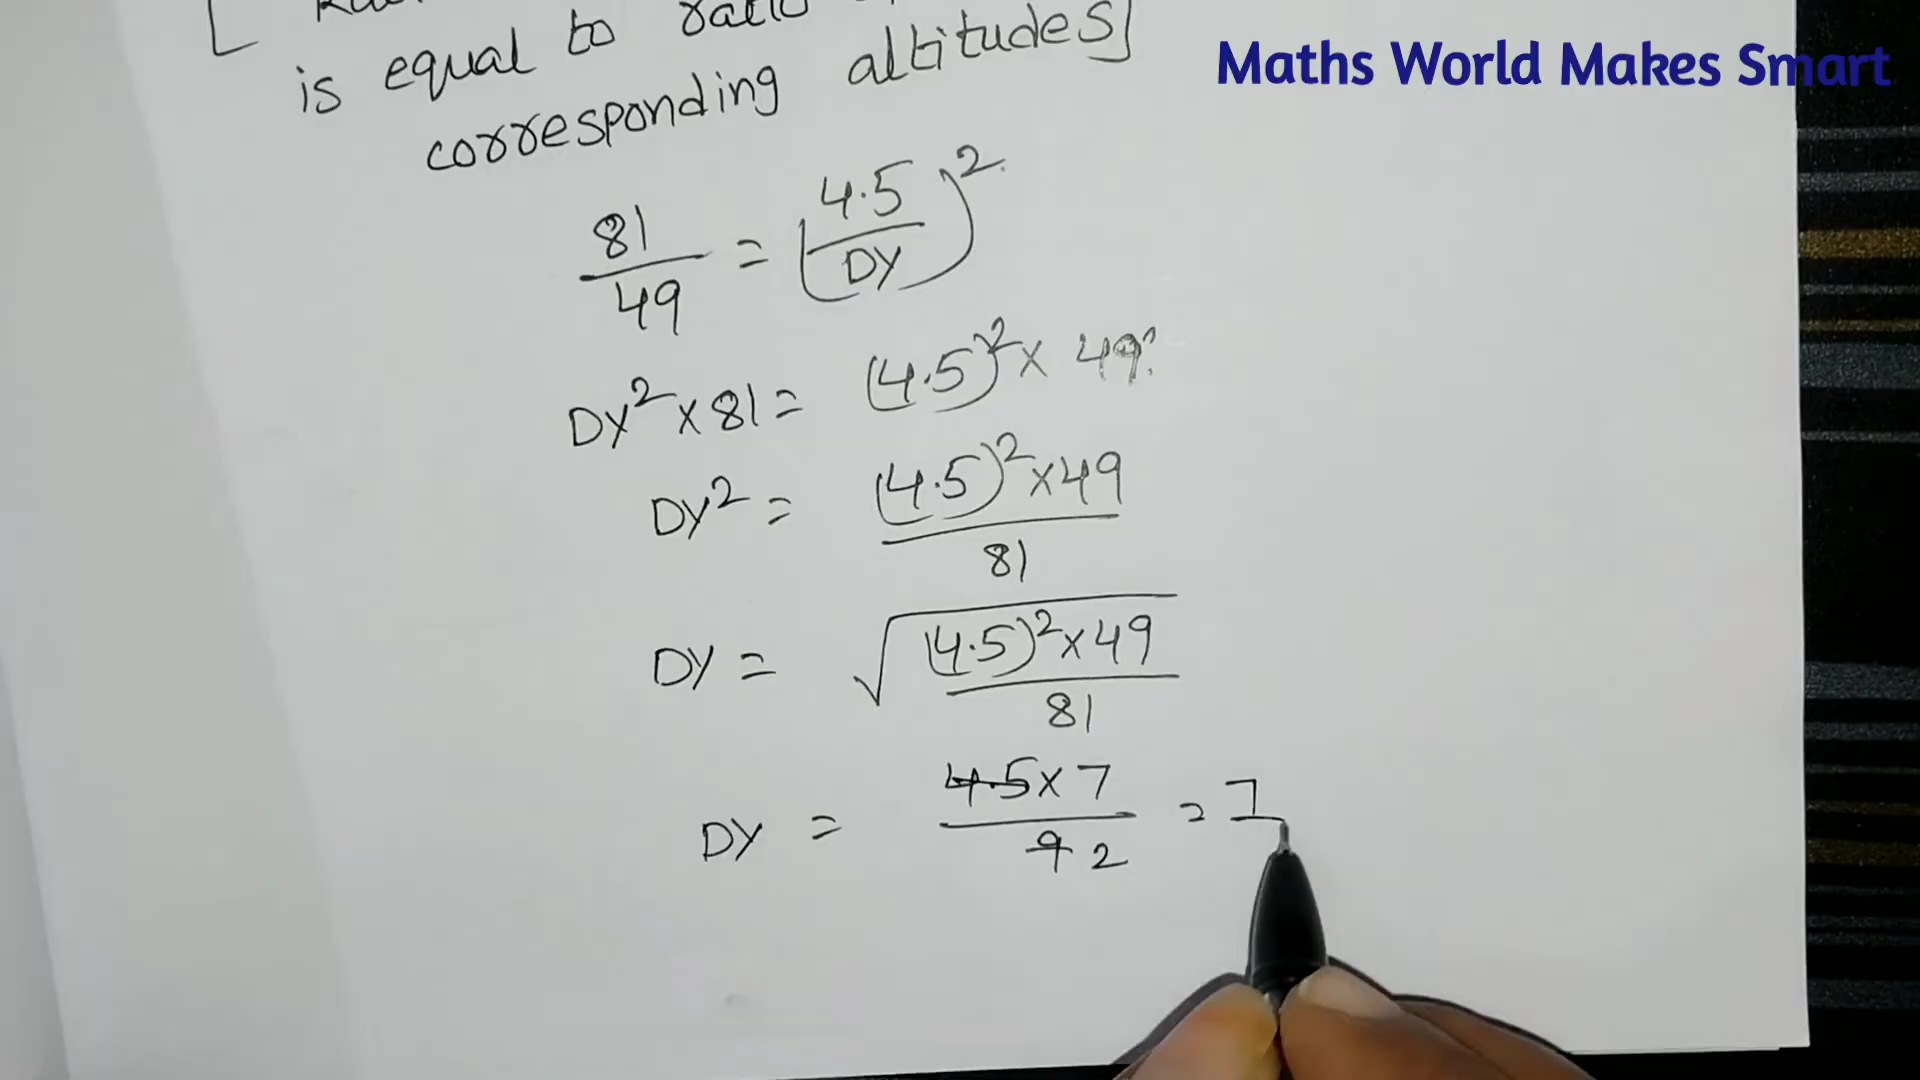 is equal to ratio
corresponding altitudes]
Maths World Makes Smart
81/49 = (4.5/DY)²
DY² x 81 = (4.5)² x 49
DY² = (4.5)² x 49 / 81
DY = √((4.5)² x 49 / 81)
DY = 4.5 x 7 / 9 2 = 7